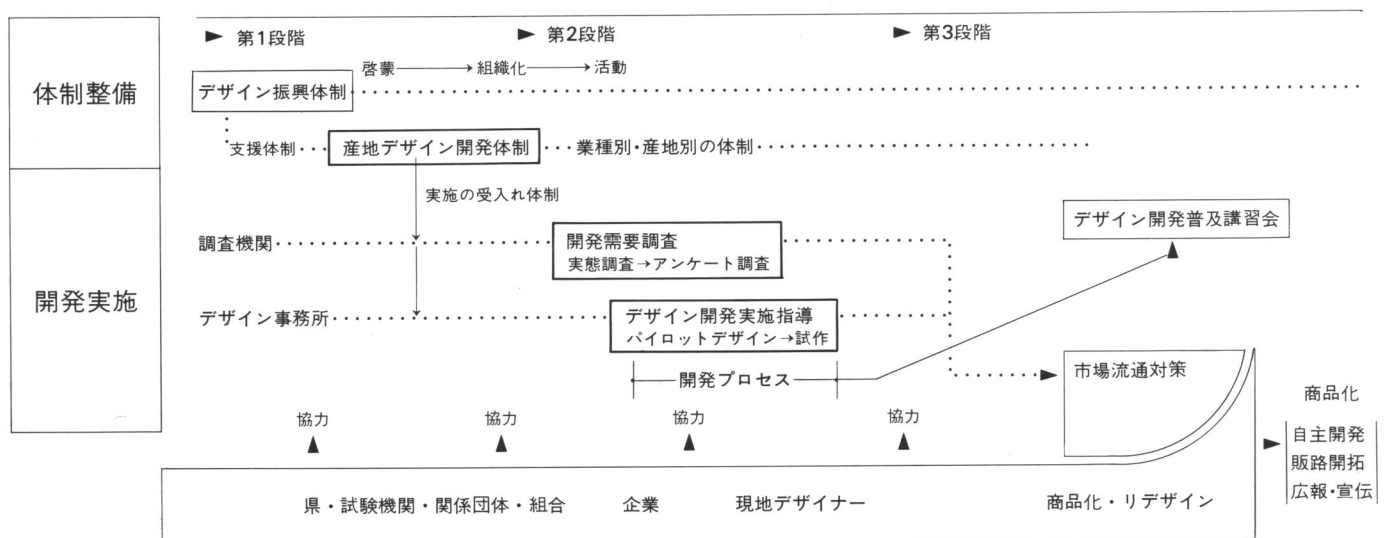 ▶ 第1段階
▶ 第2段階
▶ 第3段階
体制整備
啓蒙→組織化→活動
デザイン振興体制
支援体制
産地デザイン開発体制
業種別・産地別の体制
実施の受入れ体制
開発実施
調査機関
開発需要調査
実態調査→アンケート調査
デザイン開発普及講習会
デザイン事務所
デザイン開発実施指導
パイロットデザイン→試作
開発プロセス
市場流通対策
協力
協力
協力
協力
商品化
自主開発
販路開拓
広報・宣伝
県・試験機関・関係団体・組合
企業
現地デザイナー
商品化・リデザイン